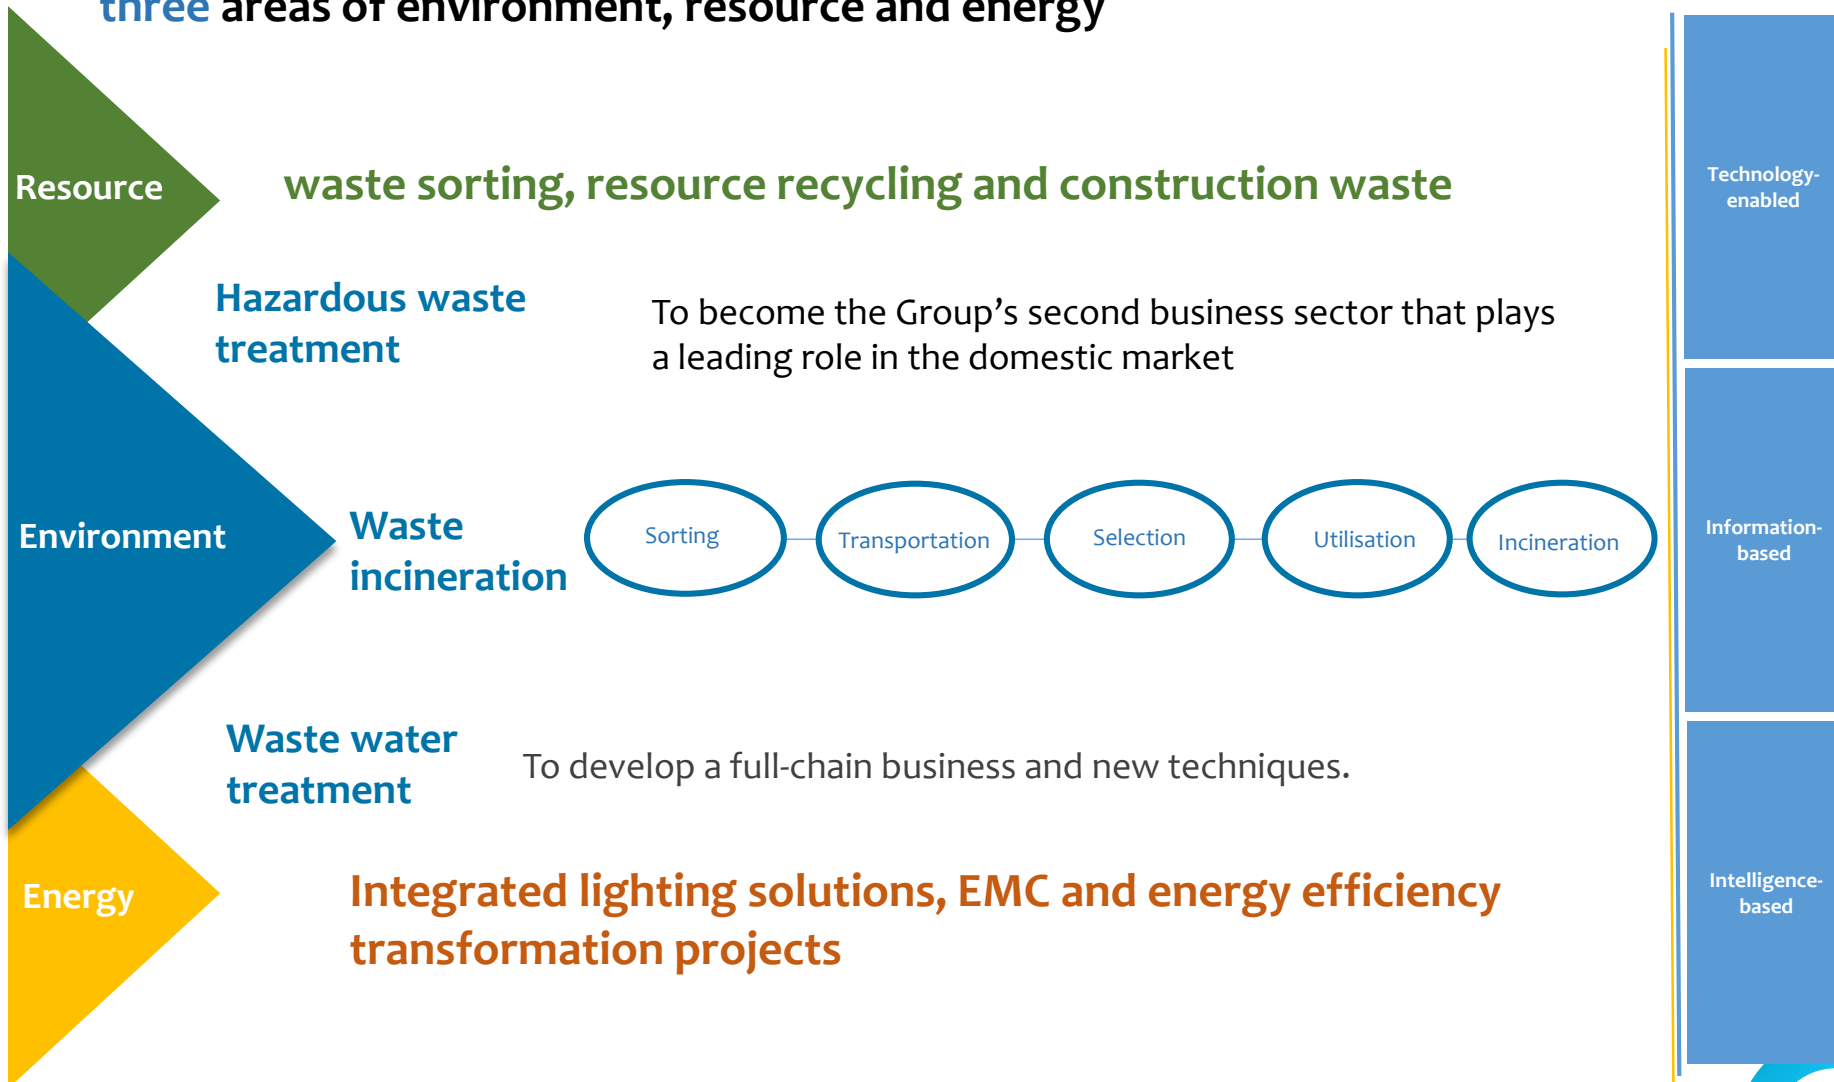 three areas of environment, resource and energy
Resource
waste sorting, resource recycling and construction waste
Hazardous waste
treatment
To become the Group’s second business sector that plays
a leading role in the domestic market
Environment
Waste
incineration
Sorting
Transportation
Selection
Utilisation
Incineration
Waste water
treatment
To develop a full-chain business and new techniques.
Energy
Integrated lighting solutions, EMC and energy efficiency
transformation projects
Technology-
enabled
Information-
based
Intelligence-
based